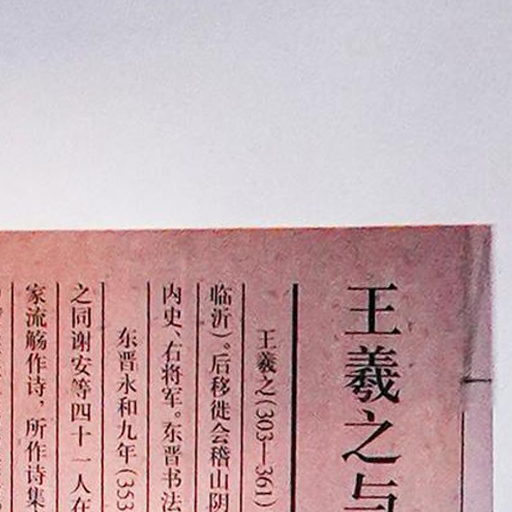 王羲之与
王羲之(303—361)
临沂)。后移徙会稽山阴
内史、右将军。东晋书法
东晋永和九年(353
之同谢安等四十一人在
家流觞作诗，所作诗集